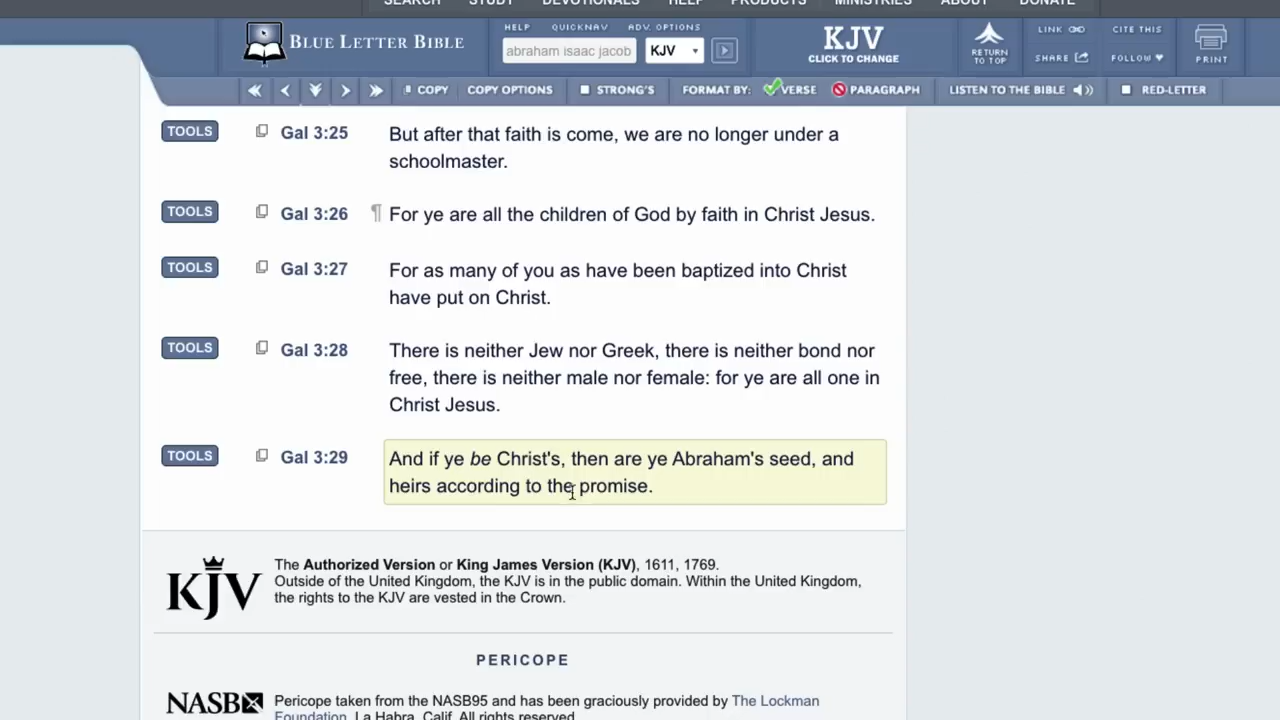 SEARCH STUDY DEVOTIONALS HELP PRODUCTS MINISTRIES ABOUT DONATE
BLUE LETTER BIBLE
HELP QUICKNAV ADV. OPTIONS
abraham isaac jacob KJV
KJV
CLICK TO CHANGE
RETURN
TO TOP
LINK CITE THIS
SHARE FOLLOW
PRINT
COPY COPY OPTIONS STRONG'S FORMAT BY: VERSE PARAGRAPH LISTEN TO THE BIBLE RED-LETTER
TOOLS Gal 3:25 But after that faith is come, we are no longer under a
schoolmaster.
TOOLS Gal 3:26 ¶ For ye are all the children of God by faith in Christ Jesus.
TOOLS Gal 3:27 For as many of you as have been baptized into Christ
have put on Christ.
TOOLS Gal 3:28 There is neither Jew nor Greek, there is neither bond nor
free, there is neither male nor female: for ye are all one in
Christ Jesus.
TOOLS Gal 3:29 And if ye be Christ's, then are ye Abraham's seed, and
heirs according to the promise.
KJV
The Authorized Version or King James Version (KJV), 1611, 1769.
Outside of the United Kingdom, the KJV is in the public domain. Within the United Kingdom,
the rights to the KJV are vested in the Crown.
PERICOPE
NASB
Pericope taken from the NASB95 and has been graciously provided by The Lockman
Foundation, La Habra, Calif. All rights reserved